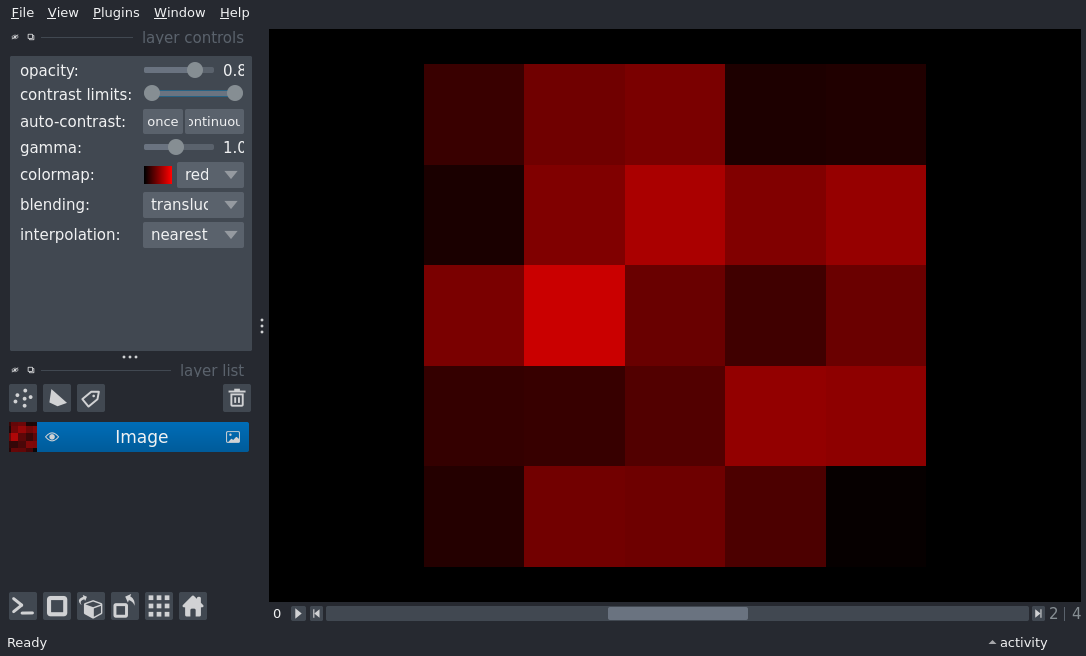 File View Plugins Window Help
layer controls
opacity: 0.8
contrast limits:
auto-contrast: once ontinuou
gamma: 1.0
colormap: red
blending: transluc
interpolation: nearest
layer list
Image
0 2 | 4
Ready activity